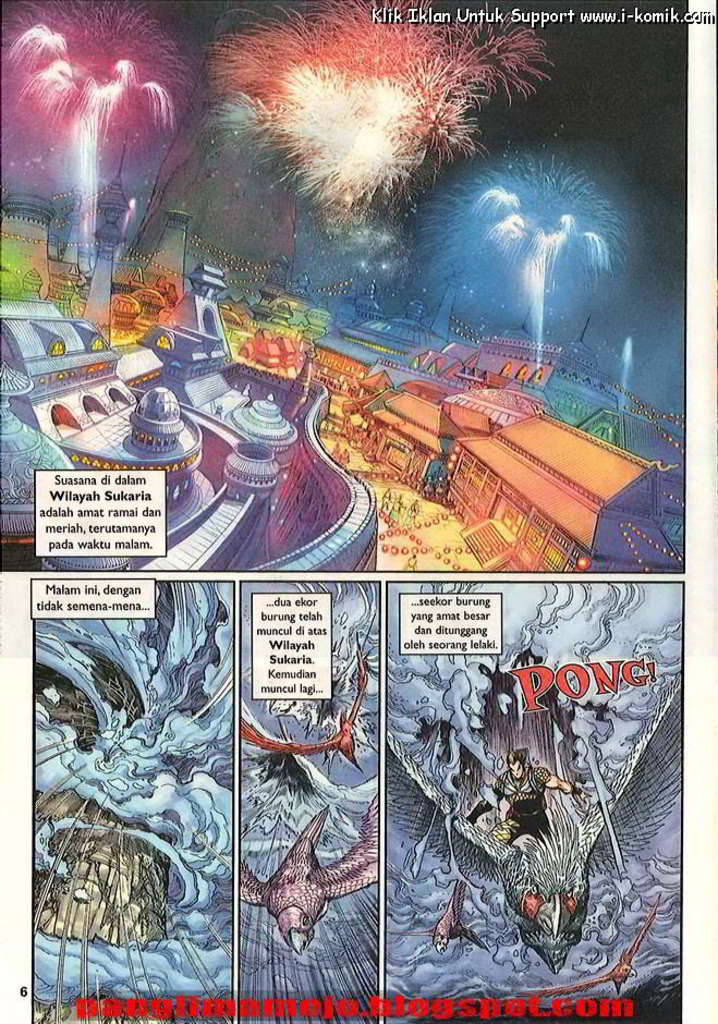 Klik Iklan Untuk Support www.i-komik.com
Suasana di dalam
Wilayah Sukaria
adalah amat ramai dan
meriah, terutamanya
pada waktu malam.
Malam ini, dengan
tidak semena-mena...
...dua ekor
burung telah
muncul di atas
Wilayah
Sukaria.
Kemudian
muncul lagi...
...seekor burung
yang amat besar
dan ditunggang
oleh seorang lelaki.
PONG!
6
panglimamejo.blogspot.com